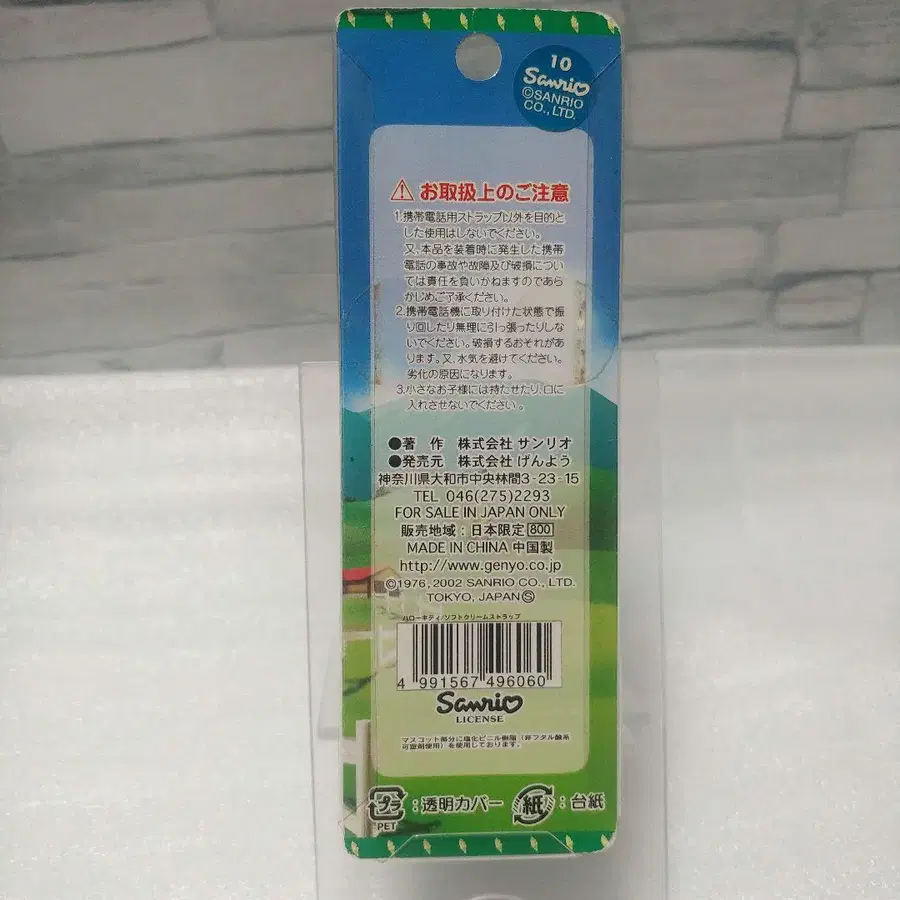 10
Sanrio
©SANRIO
CO., LTD.
⚠ お取扱上のご注意
1.携帯電話用ストラップ以外を目的と
した使用はしないでください。
又、本品を装着時に発生した携帯
電話の事故や故障及び破損につい
ては責任を負いかねますのであら
かじめご了承ください。
2.携帯電話機に取り付けた状態で振
り回したり無理に引っ張ったりしな
いでください。破損するおそれがあ
ります。又、水気を避けてください。
劣化の原因になります。
3.小さなお子様には持たせたり、口に
入れさせないでください。
●著 作 株式会社 サンリオ
●発売元 株式会社 げんよう
神奈川県大和市中央林間3-23-15
TEL 046(275)2293
FOR SALE IN JAPAN ONLY
販売地域:日本限定 800
MADE IN CHINA 中国製
http://www.genyo.co.jp
©1976, 2002 SANRIO CO., LTD.
TOKYO, JAPAN Ⓢ
ハローキティ/ソフトクリームストラップ
4 991567 496060
Sanrio
LICENSE
マスコット部分に塩化ビニル樹脂(非フタル酸系
可塑剤使用)を使用しております。
プラ
PET
:透明カバー
紙
:台紙